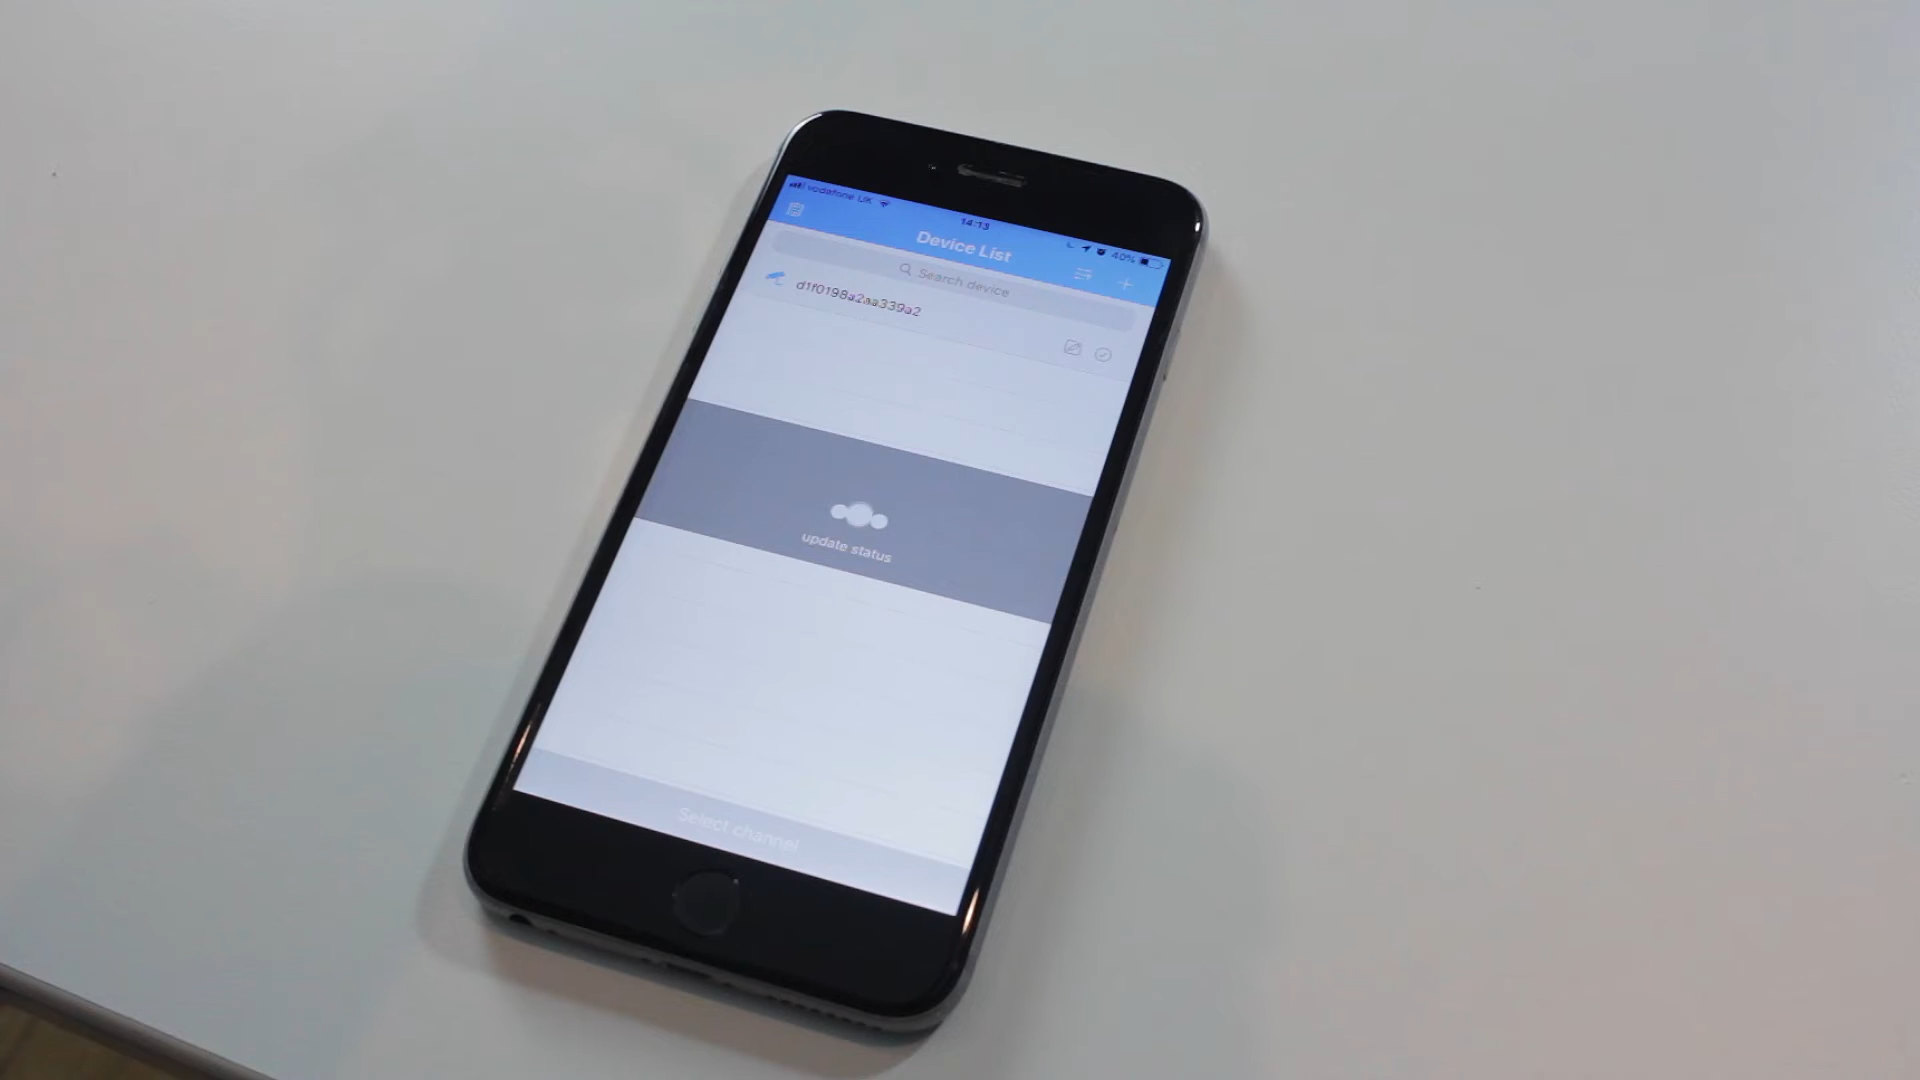 vodafone UK
14:13
40%
Device List
Search device
d1f0198a2aa339a2
update status
Select channel